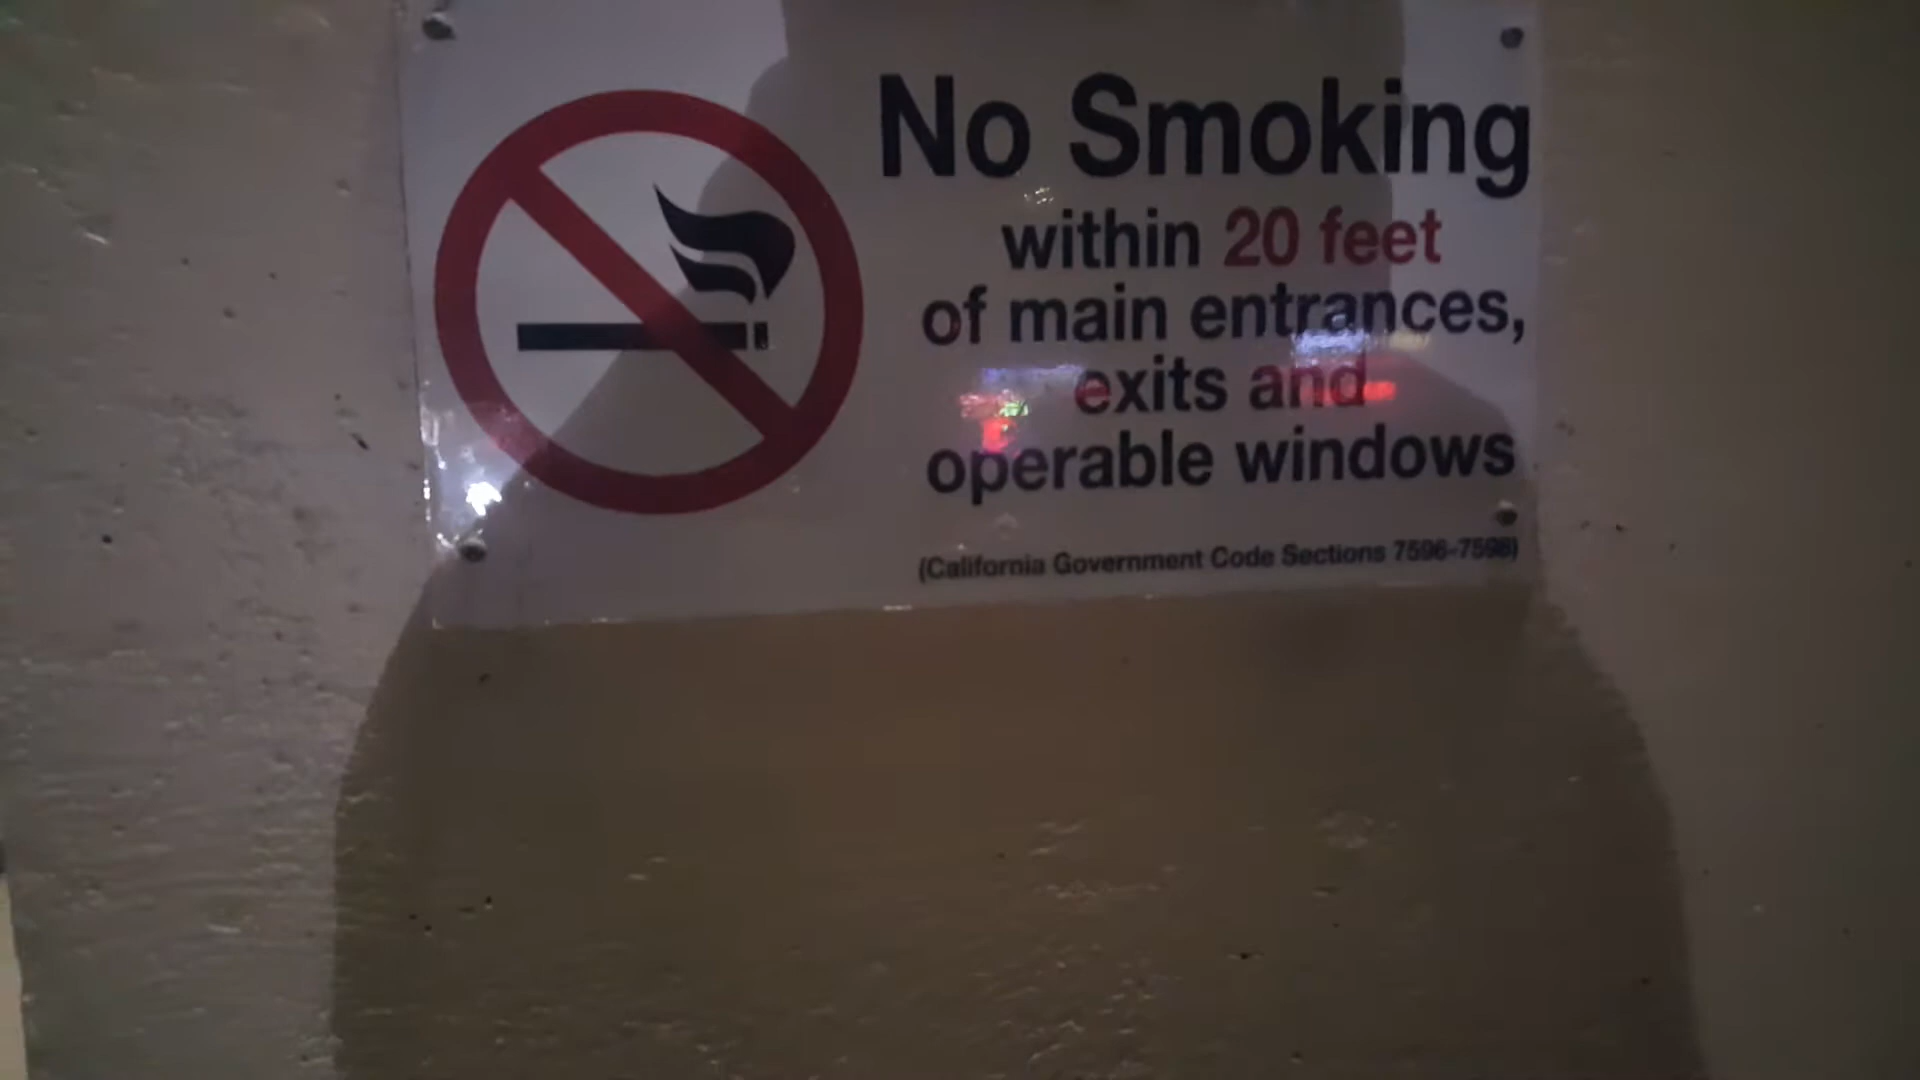 No Smoking
within 20 feet
of main entrances,
exits and
operable windows
(California Government Code Sections 7596-7598)